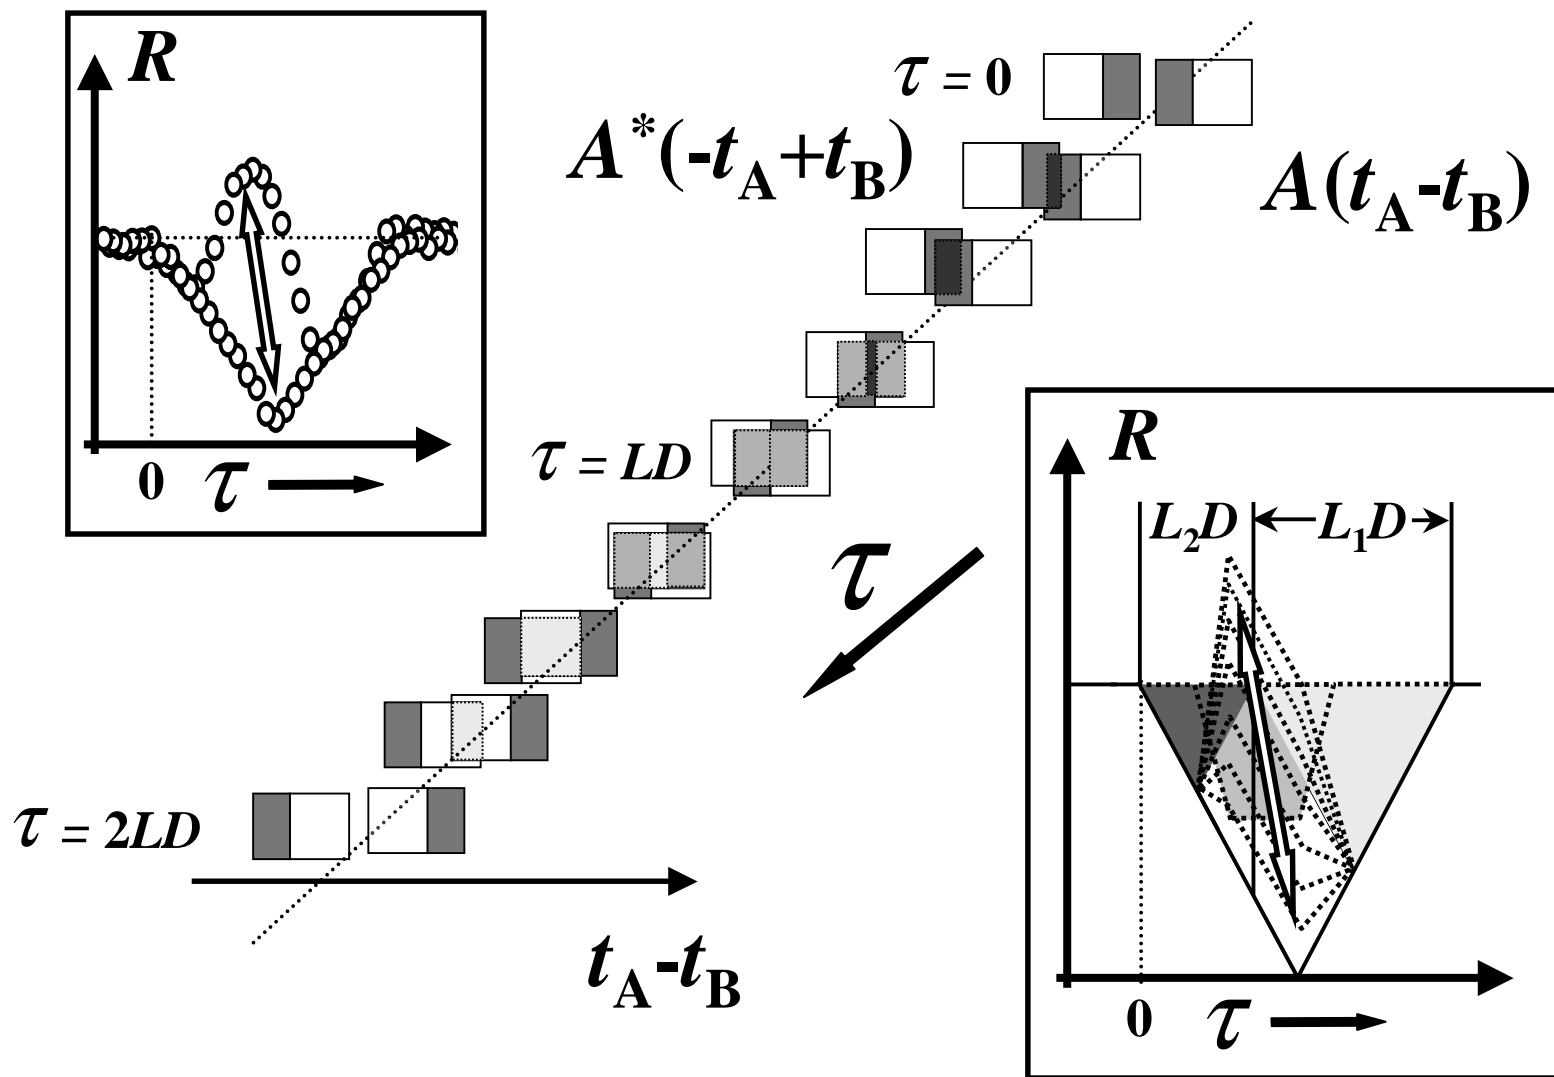 R
0 τ
τ = 0
A*(-tA+tB)
A(tA-tB)
τ = LD
τ
τ = 2LD
tA-tB
R
L2D L1D
0 τ